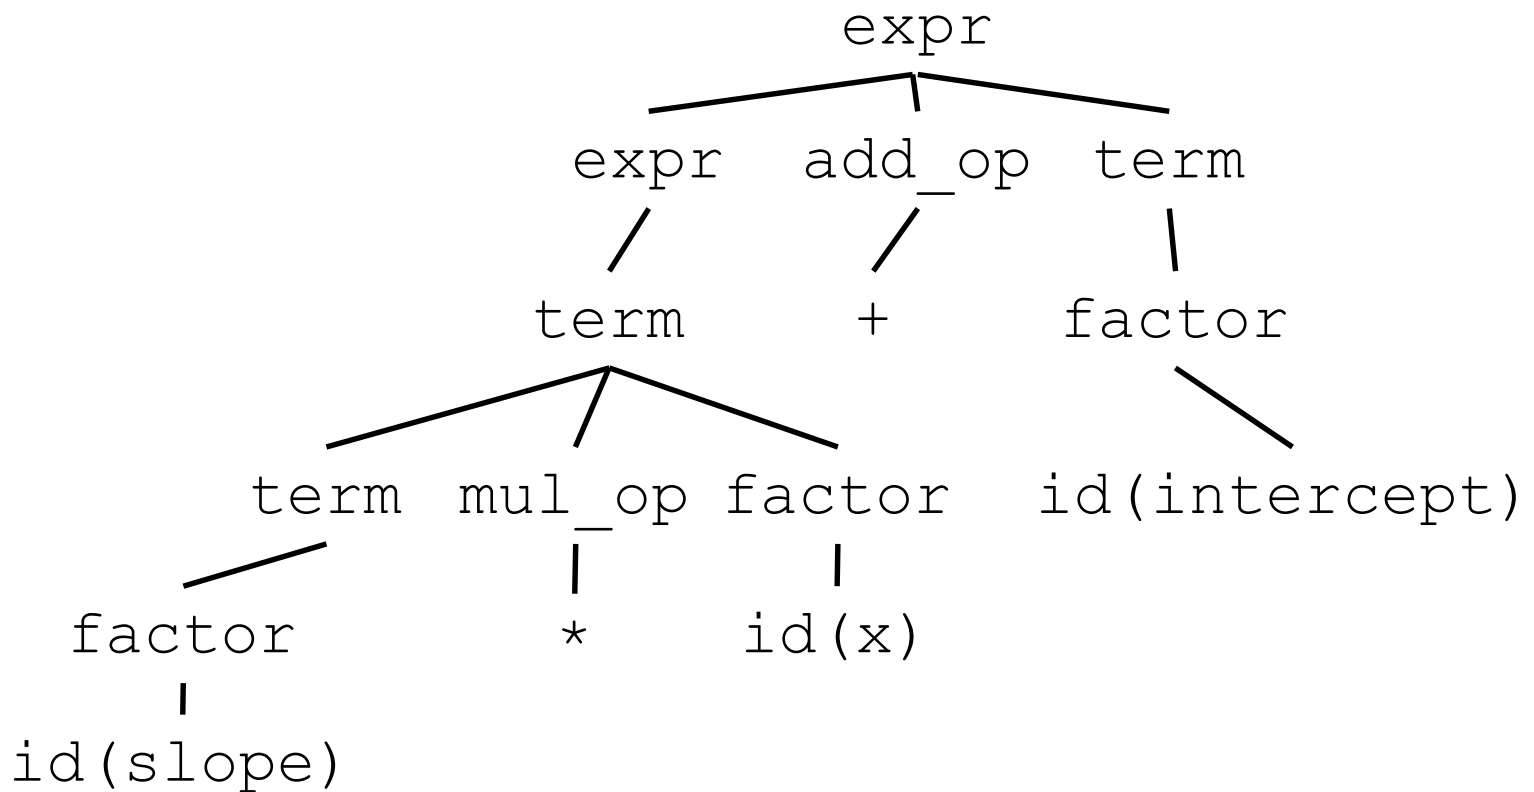 expr
expr add_op term
term + factor
term mul_op factor id(intercept)
factor * id(x)
id(slope)